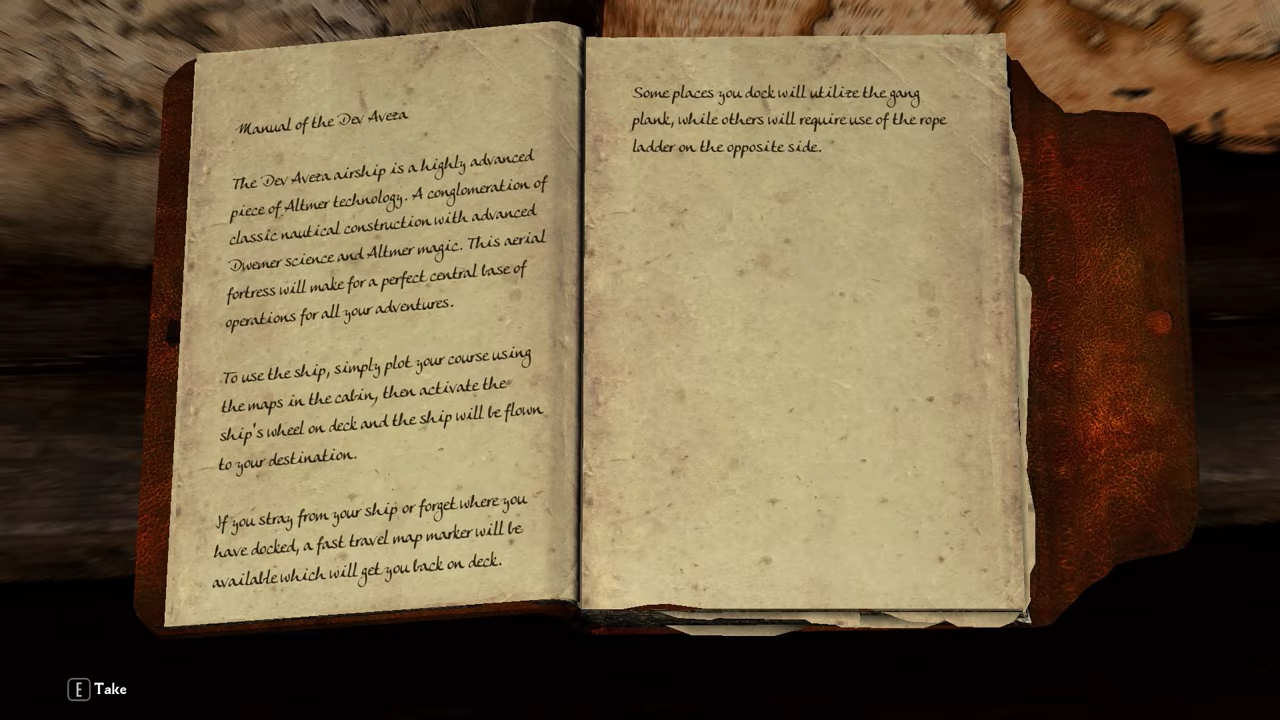 Manual of the Dev Aveza
The Dev Aveza airship is a highly advanced
piece of Altmer technology. A conglomeration of
classic nautical construction with advanced
Dwemer science and Altmer magic. This aerial
fortress will make for a perfect central base of
operations for all your adventures.
To use the ship, simply plot your course using
the maps in the cabin, then activate the
ship's wheel on deck and the ship will be flown
to your destination.
If you stray from your ship or forget where you
have docked, a fast travel map marker will be
available which will get you back on deck.
Some places you dock will utilize the gang
plank, while others will require use of the rope
ladder on the opposite side.
E Take